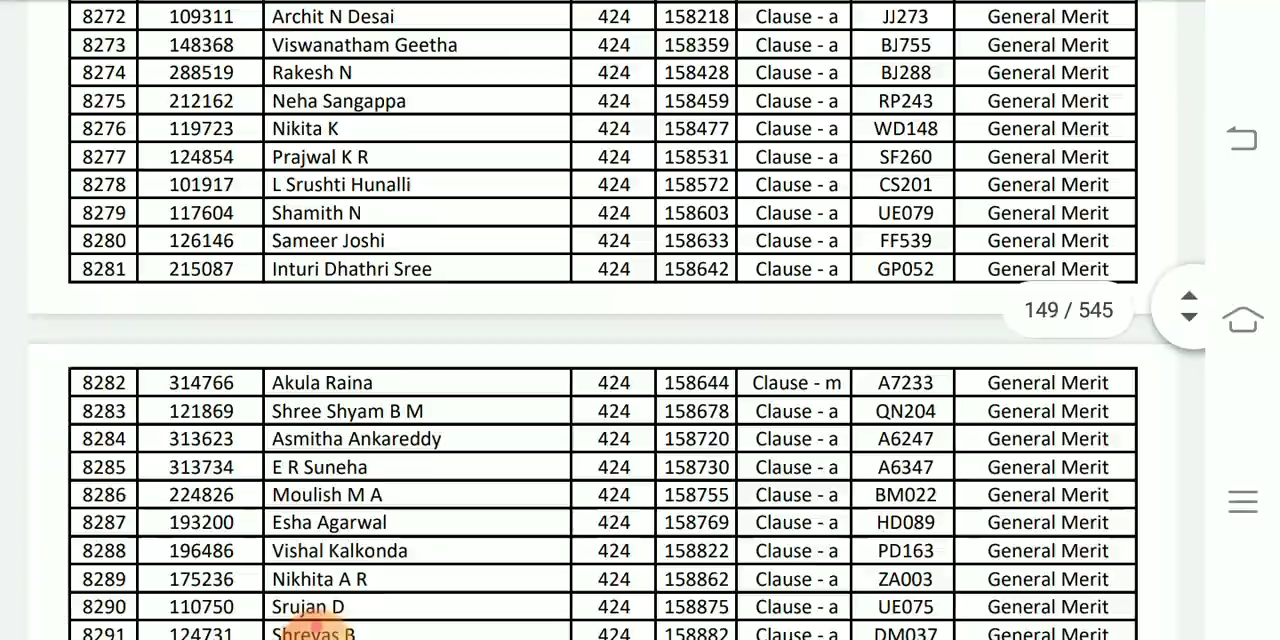 8272 109311 Archit N Desai 424 158218 Clause - a JJ273 General Merit
8273 148368 Viswanatham Geetha 424 158359 Clause - a BJ755 General Merit
8274 288519 Rakesh N 424 158428 Clause - a BJ288 General Merit
8275 212162 Neha Sangappa 424 158459 Clause - a RP243 General Merit
8276 119723 Nikita K 424 158477 Clause - a WD148 General Merit
8277 124854 Prajwal K R 424 158531 Clause - a SF260 General Merit
8278 101917 L Srushti Hunalli 424 158572 Clause - a CS201 General Merit
8279 117604 Shamith N 424 158603 Clause - a UE079 General Merit
8280 126146 Sameer Joshi 424 158633 Clause - a FF539 General Merit
8281 215087 Inturi Dhathri Sree 424 158642 Clause - a GP052 General Merit
149 / 545
8282 314766 Akula Raina 424 158644 Clause - m A7233 General Merit
8283 121869 Shree Shyam B M 424 158678 Clause - a QN204 General Merit
8284 313623 Asmitha Ankareddy 424 158720 Clause - a A6247 General Merit
8285 313734 E R Suneha 424 158730 Clause - a A6347 General Merit
8286 224826 Moulish M A 424 158755 Clause - a BM022 General Merit
8287 193200 Esha Agarwal 424 158769 Clause - a HD089 General Merit
8288 196486 Vishal Kalkonda 424 158822 Clause - a PD163 General Merit
8289 175236 Nikhita A R 424 158862 Clause - a ZA003 General Merit
8290 110750 Srujan D 424 158875 Clause - a UE075 General Merit
8291 124731 Shreyas B 424 158882 Clause - a DM037 General Merit